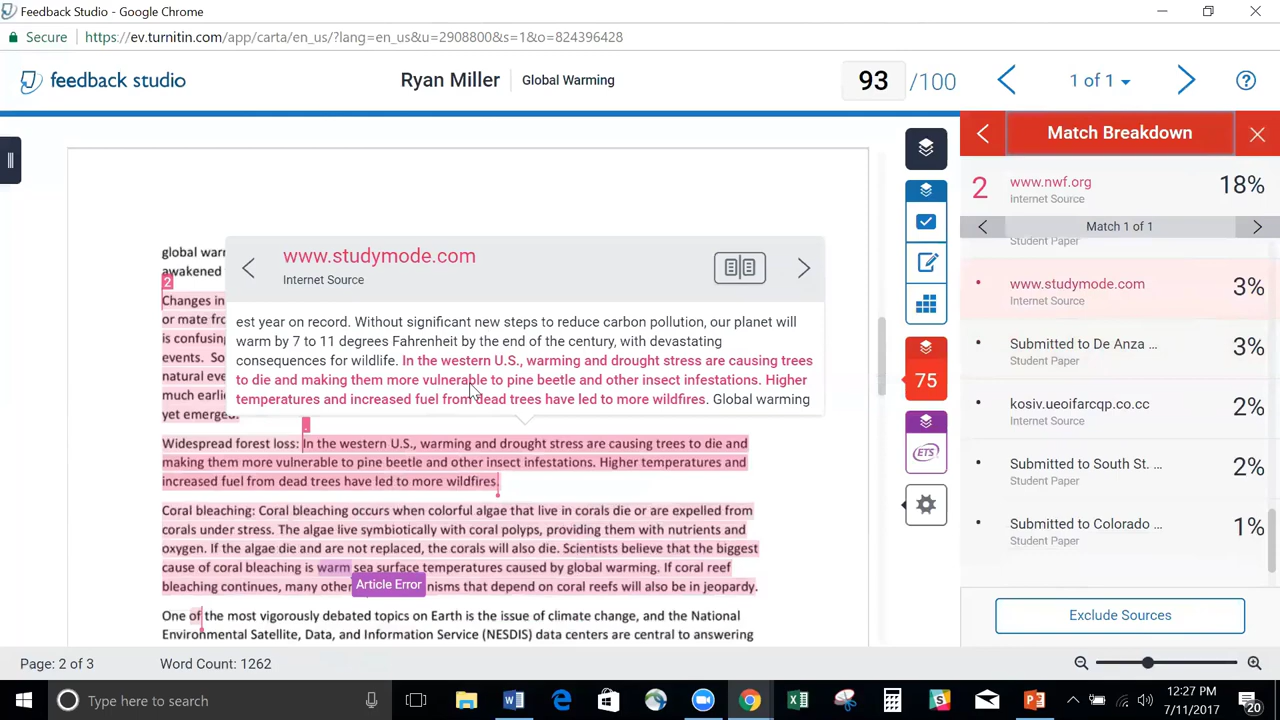 Feedback Studio - Google Chrome
Secure https://ev.turnitin.com/app/carta/en_us/?lang=en_us&u=2908800&s=1&o=824396428
feedback studio
Ryan Miller
Global Warming
93 /100
1 of 1
?
Match Breakdown
2 www.nwf.org 18%
Internet Source
Match 1 of 1
Student Paper
www.studymode.com 3%
Internet Source
Submitted to De Anza ... 3%
Student Paper
kosiv.ueoifarcqp.co.cc 2%
Internet Source
Submitted to South St. ... 2%
Student Paper
Submitted to Colorado ... 1%
Student Paper
Exclude Sources
75
ETS
global warm
awakened
2
Changes in
or mate fro
is confusin
events. So
natural eve
much earli
yet emerged
www.studymode.com
Internet Source
est year on record. Without significant new steps to reduce carbon pollution, our planet will
warm by 7 to 11 degrees Fahrenheit by the end of the century, with devastating
consequences for wildlife. In the western U.S., warming and drought stress are causing trees
to die and making them more vulnerable to pine beetle and other insect infestations. Higher
temperatures and increased fuel from dead trees have led to more wildfires. Global warming
Widespread forest loss: In the western U.S., warming and drought stress are causing trees to die and
making them more vulnerable to pine beetle and other insect infestations. Higher temperatures and
increased fuel from dead trees have led to more wildfires.
Coral bleaching: Coral bleaching occurs when colorful algae that live in corals die or are expelled from
corals under stress. The algae live symbiotically with coral polyps, providing them with nutrients and
oxygen. If the algae die and are not replaced, the corals will also die. Scientists believe that the biggest
cause of coral bleaching is warm sea surface temperatures caused by global warming. If coral reef
bleaching continues, many other nisms that depend on coral reefs will also be in jeopardy.
Article Error
One of the most vigorously debated topics on Earth is the issue of climate change, and the National
Environmental Satellite, Data, and Information Service (NESDIS) data centers are central to answering
Page: 2 of 3
Word Count: 1262
Type here to search
12:27 PM
7/11/2017
20